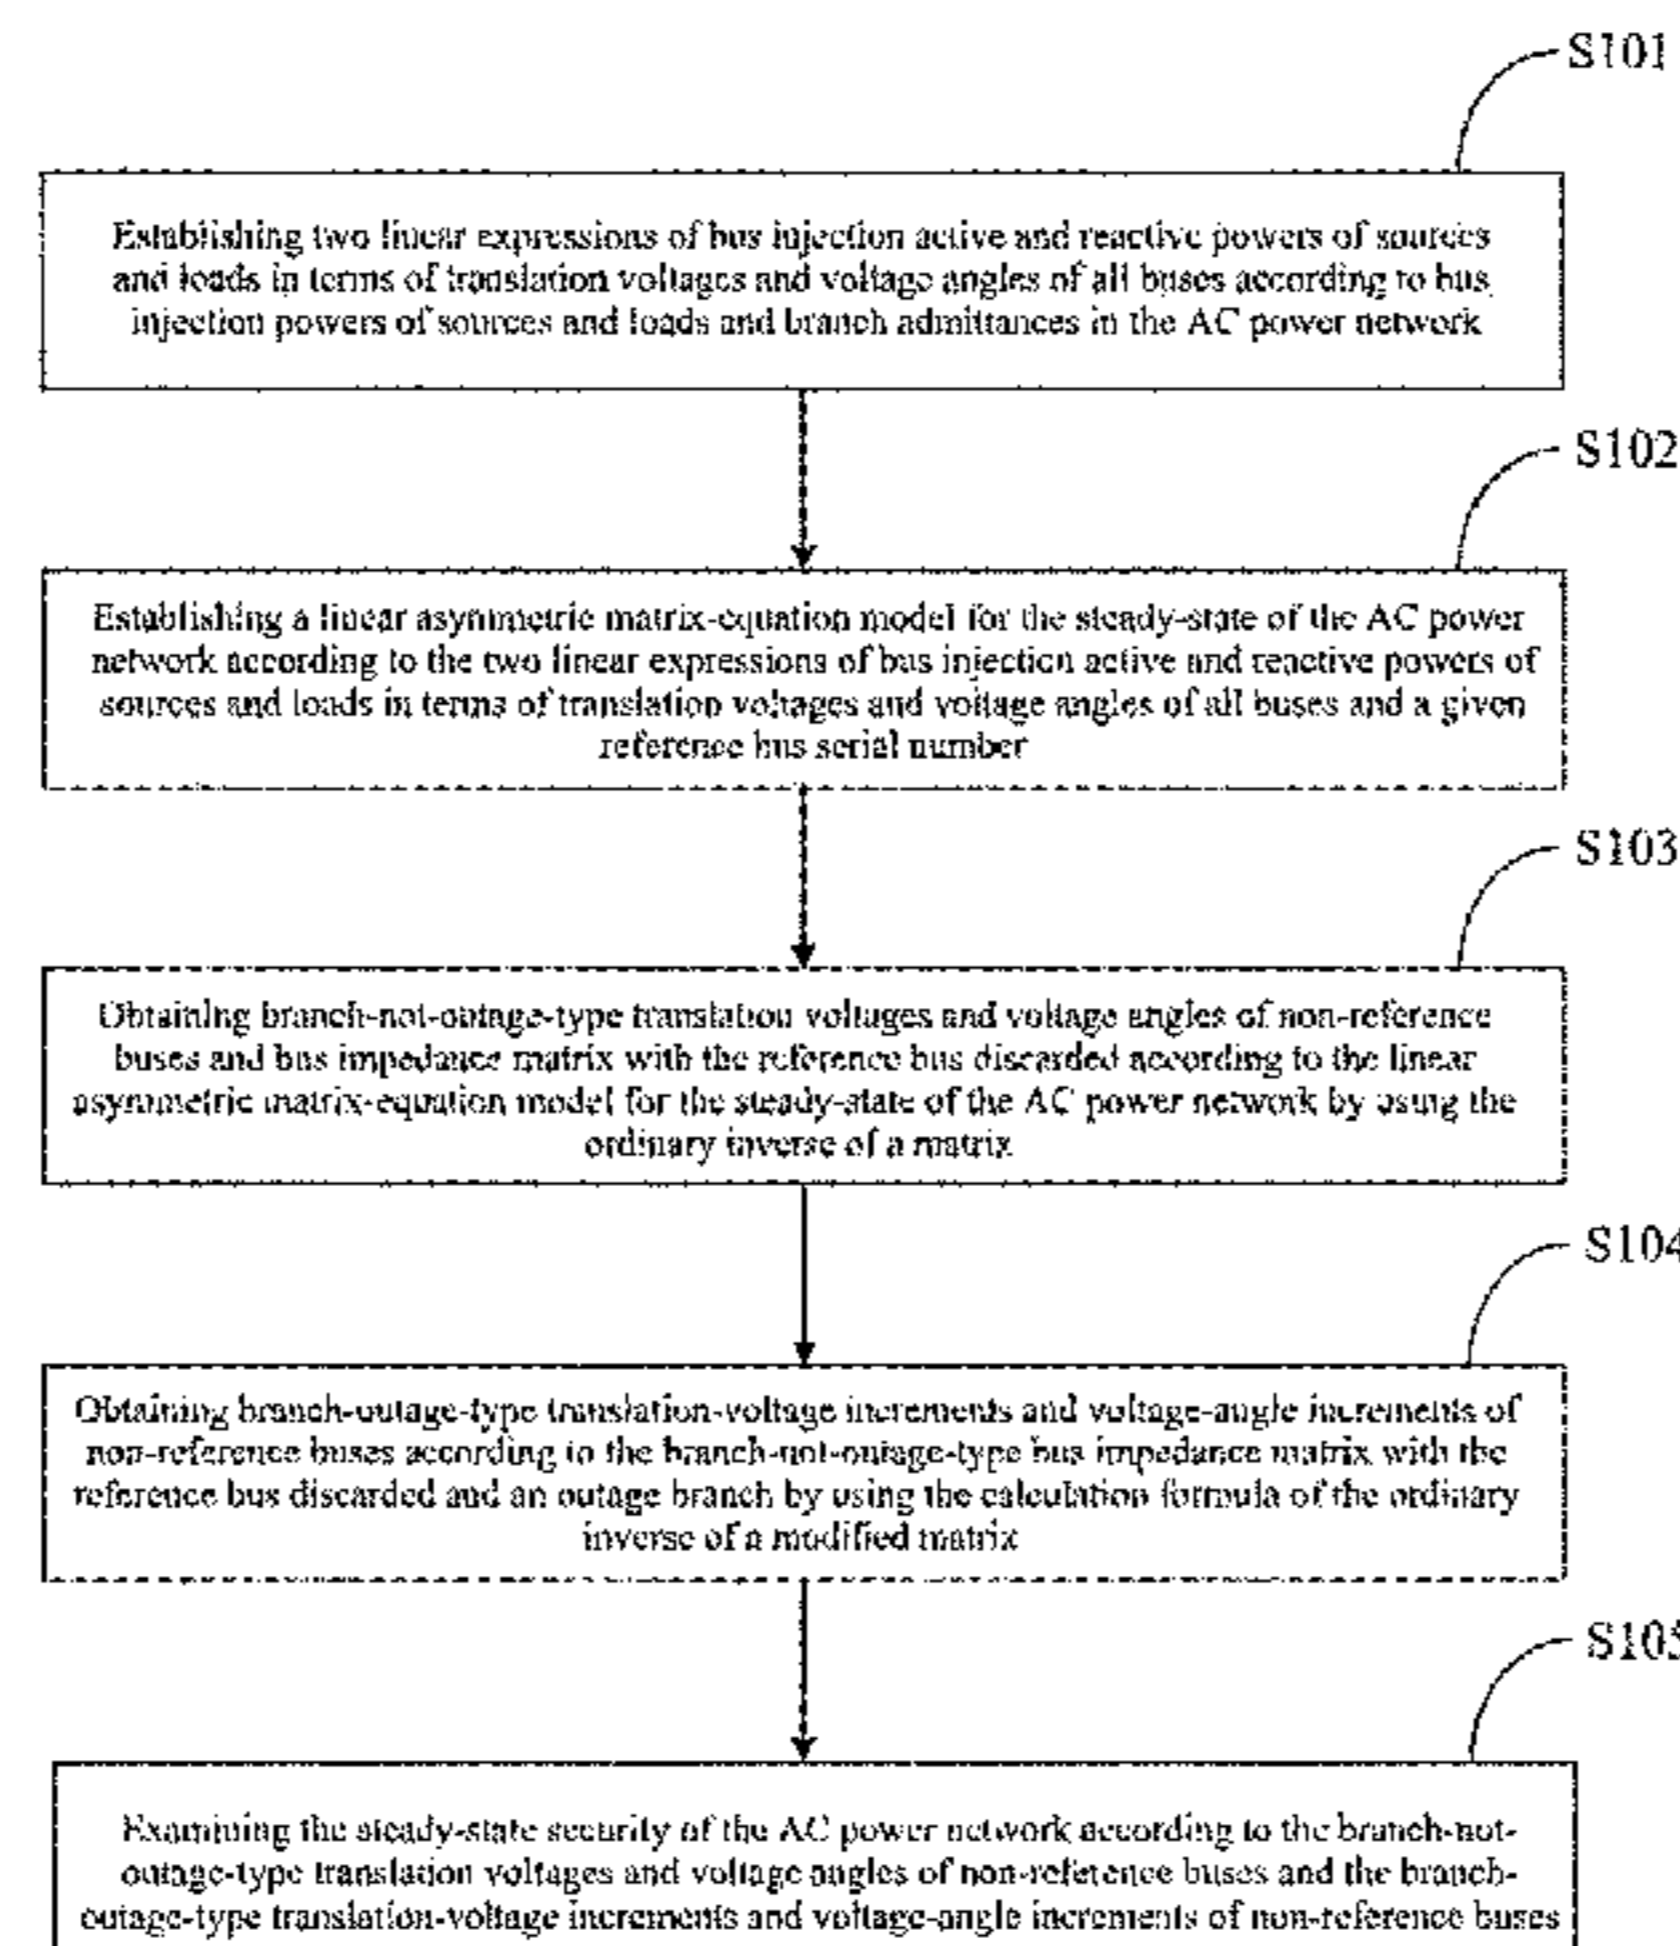 S101
Establishing two linear expressions of bus injection active and reactive powers of sources
and loads in terms of translation voltages and voltage angles of all buses according to bus
injection powers of sources and loads and branch admittances in the AC power network
S102
Establishing a linear asymmetric matrix-equation model for the steady-state of the AC power
network according to the two linear expressions of bus injection active and reactive powers of
sources and loads in terms of translation voltages and voltage angles of all buses and a given
reference bus serial number
S103
Obtaining branch-not-outage-type translation voltages and voltage angles of non-reference
buses and bus impedance matrix with the reference bus discarded according to the linear
asymmetric matrix-equation model for the steady-state of the AC power network by using the
ordinary inverse of a matrix
S104
Obtaining branch-outage-type translation-voltage increments and voltage-angle increments of
non-reference buses according to the branch-not-outage-type bus impedance matrix with the
reference bus discarded and an outage branch by using the calculation formula of the ordinary
inverse of a modified matrix
S105
Examining the steady-state security of the AC power network according to the branch-not-
outage-type translation voltages and voltage angles of non-reference buses and the branch-
outage-type translation-voltage increments and voltage-angle increments of non-reference buses